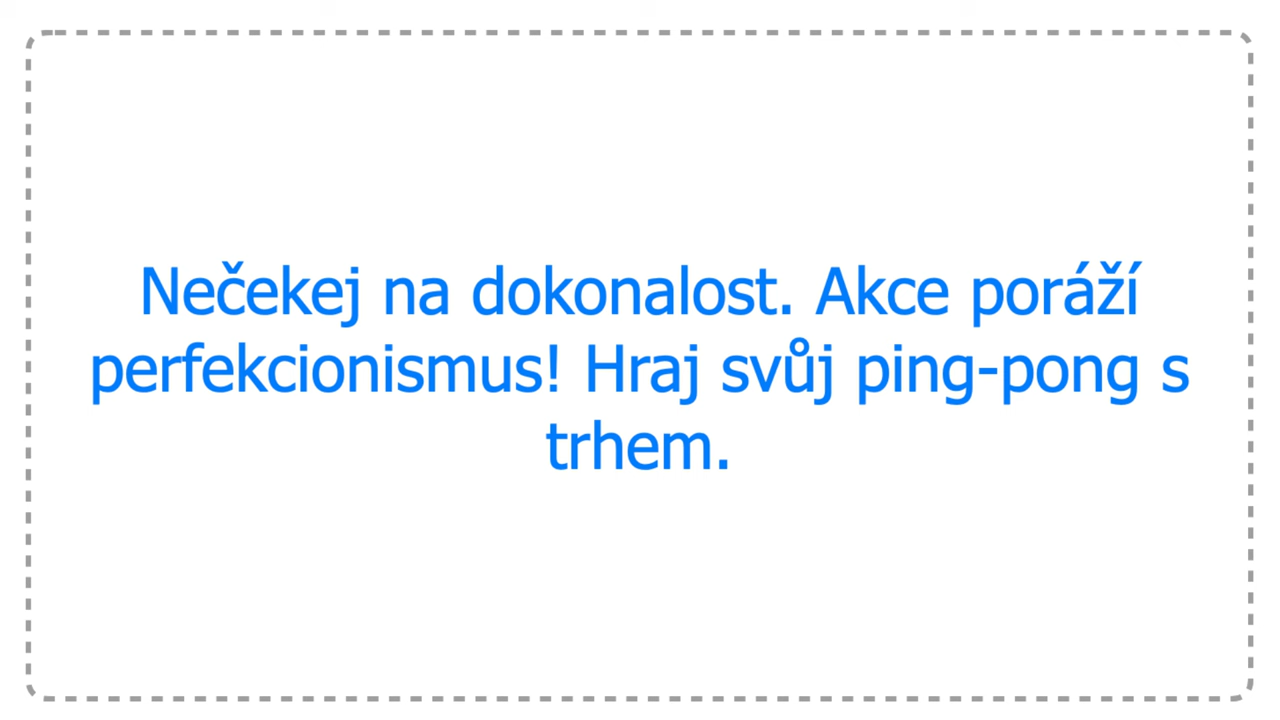 Nečekej na dokonalost. Akce poráží
perfekcionismus! Hraj svůj ping-pong s
trhem.